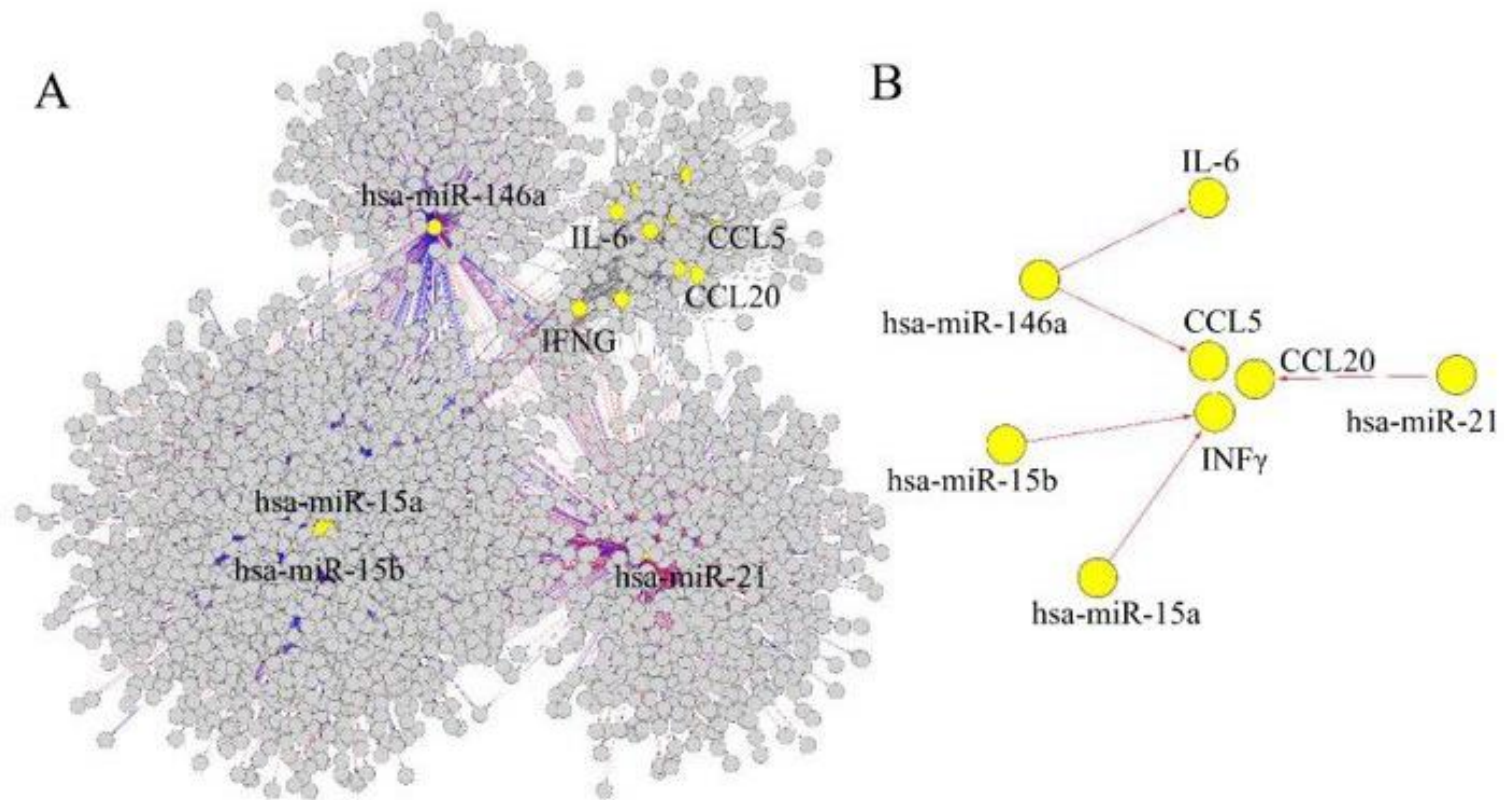 A
hsa-miR-146a
IL-6
CCL5
CCL20
IFNG
hsa-miR-15a
hsa-miR-15b
hsa-miR-21
B
IL-6
hsa-miR-146a
CCL5
CCL20
hsa-miR-21
INFγ
hsa-miR-15b
hsa-miR-15a